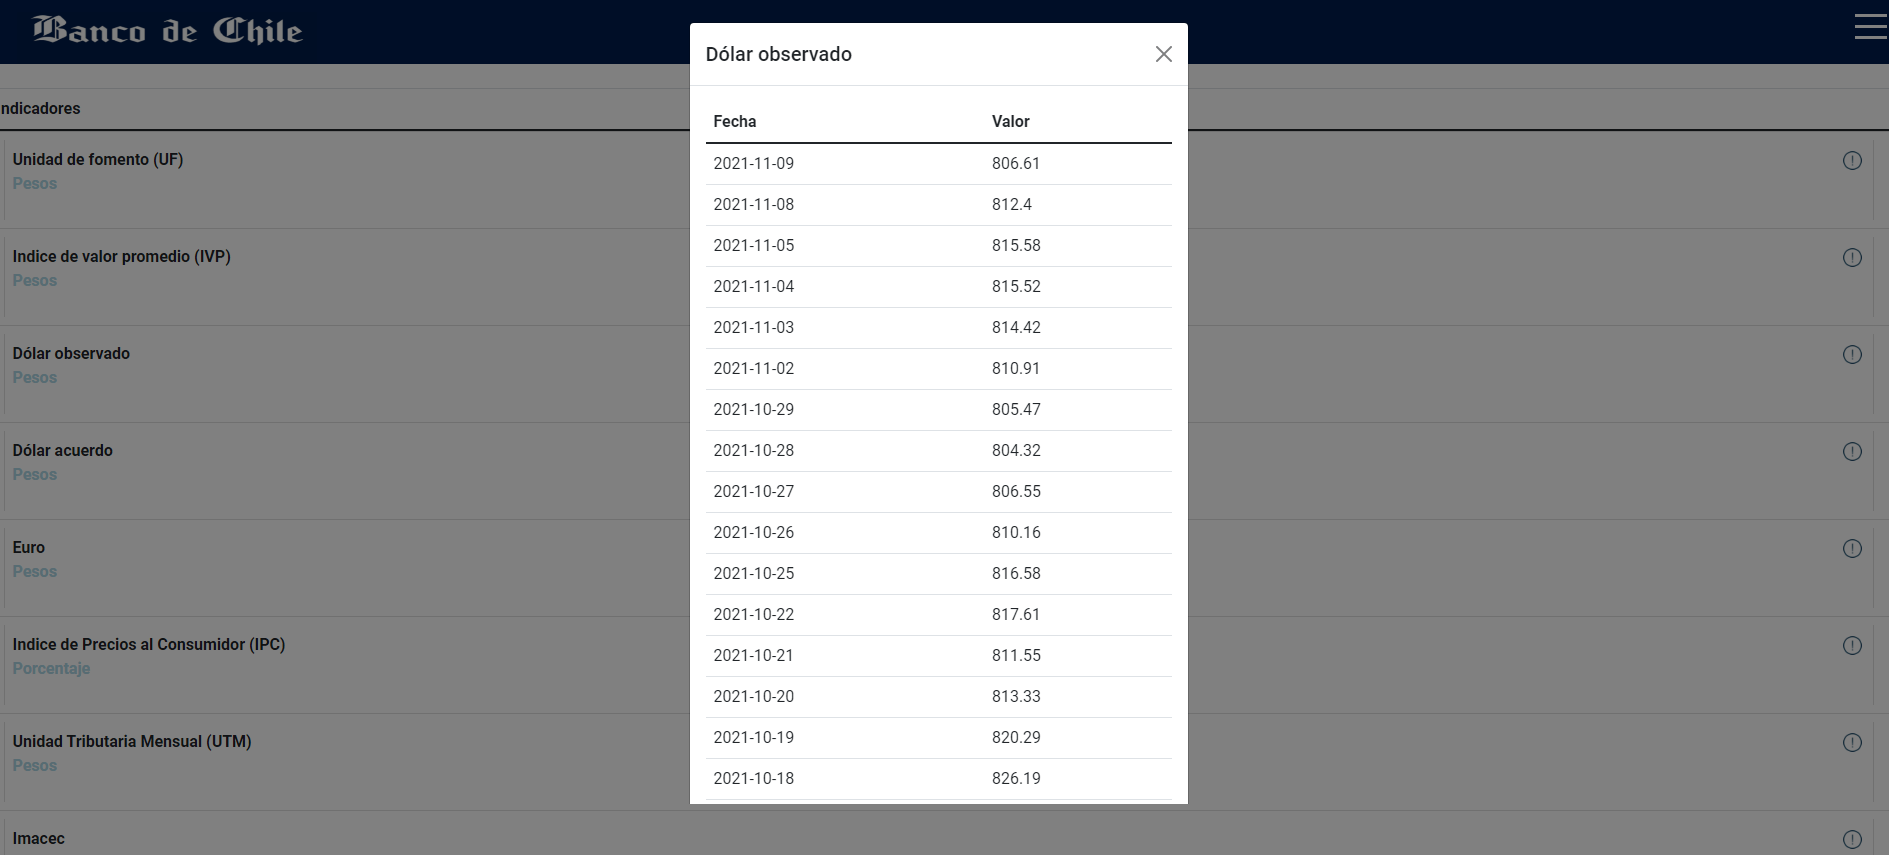 Banco de Chile
ndicadores
Unidad de fomento (UF)
Pesos
Indice de valor promedio (IVP)
Pesos
Dólar observado
Pesos
Dólar acuerdo
Pesos
Euro
Pesos
Indice de Precios al Consumidor (IPC)
Porcentaje
Unidad Tributaria Mensual (UTM)
Pesos
Imacec
Dólar observado
Fecha Valor
2021-11-09 806.61
2021-11-08 812.4
2021-11-05 815.58
2021-11-04 815.52
2021-11-03 814.42
2021-11-02 810.91
2021-10-29 805.47
2021-10-28 804.32
2021-10-27 806.55
2021-10-26 810.16
2021-10-25 816.58
2021-10-22 817.61
2021-10-21 811.55
2021-10-20 813.33
2021-10-19 820.29
2021-10-18 826.19